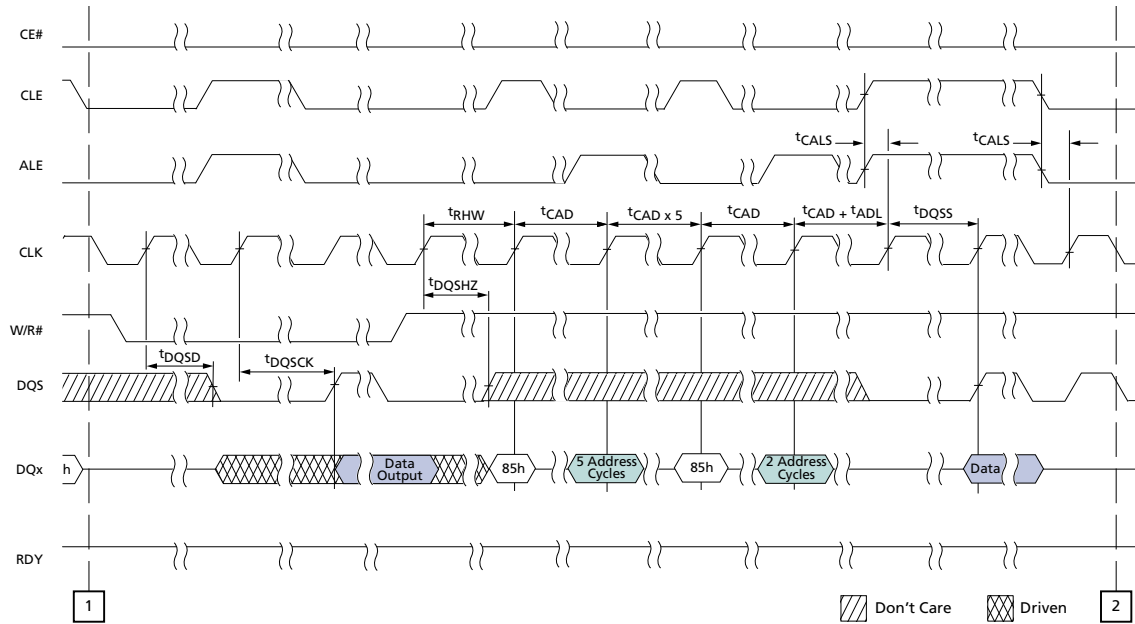 CE#
CLE
tCALS
tCALS
ALE
tRHW
tCAD
tCAD x 5
tCAD
tCAD + tADL
tDQSS
CLK
tDQSHZ
W/R#
tDQSD
tDQSCK
DQS
DQx
h
Data Output
85h
5 Address Cycles
85h
2 Address Cycles
Data
RDY
1
Don't Care
Driven
2